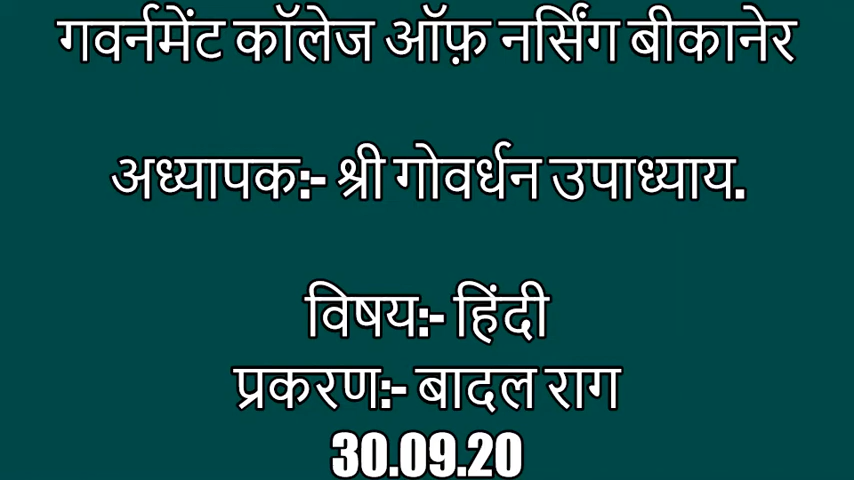 गवर्नमेंट कॉलेज ऑफ़ नर्सिंग बीकानेर
अध्यापक:- श्री गोवर्धन उपाध्याय.
विषय:- हिंदी
प्रकरण:- बादल राग
30.09.20